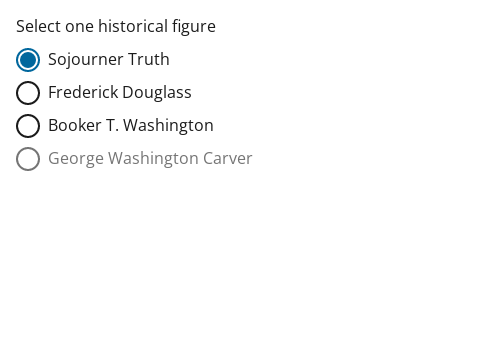 Select one historical figure
Sojourner Truth
Frederick Douglass
Booker T. Washington
George Washington Carver